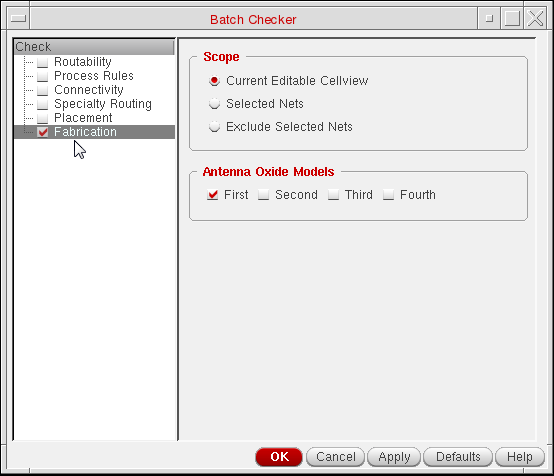 Batch Checker
Check
Routability
Process Rules
Connectivity
Specialty Routing
Placement
Fabrication
Scope
Current Editable Cellview
Selected Nets
Exclude Selected Nets
Antenna Oxide Models
First Second Third Fourth
OK Cancel Apply Defaults Help